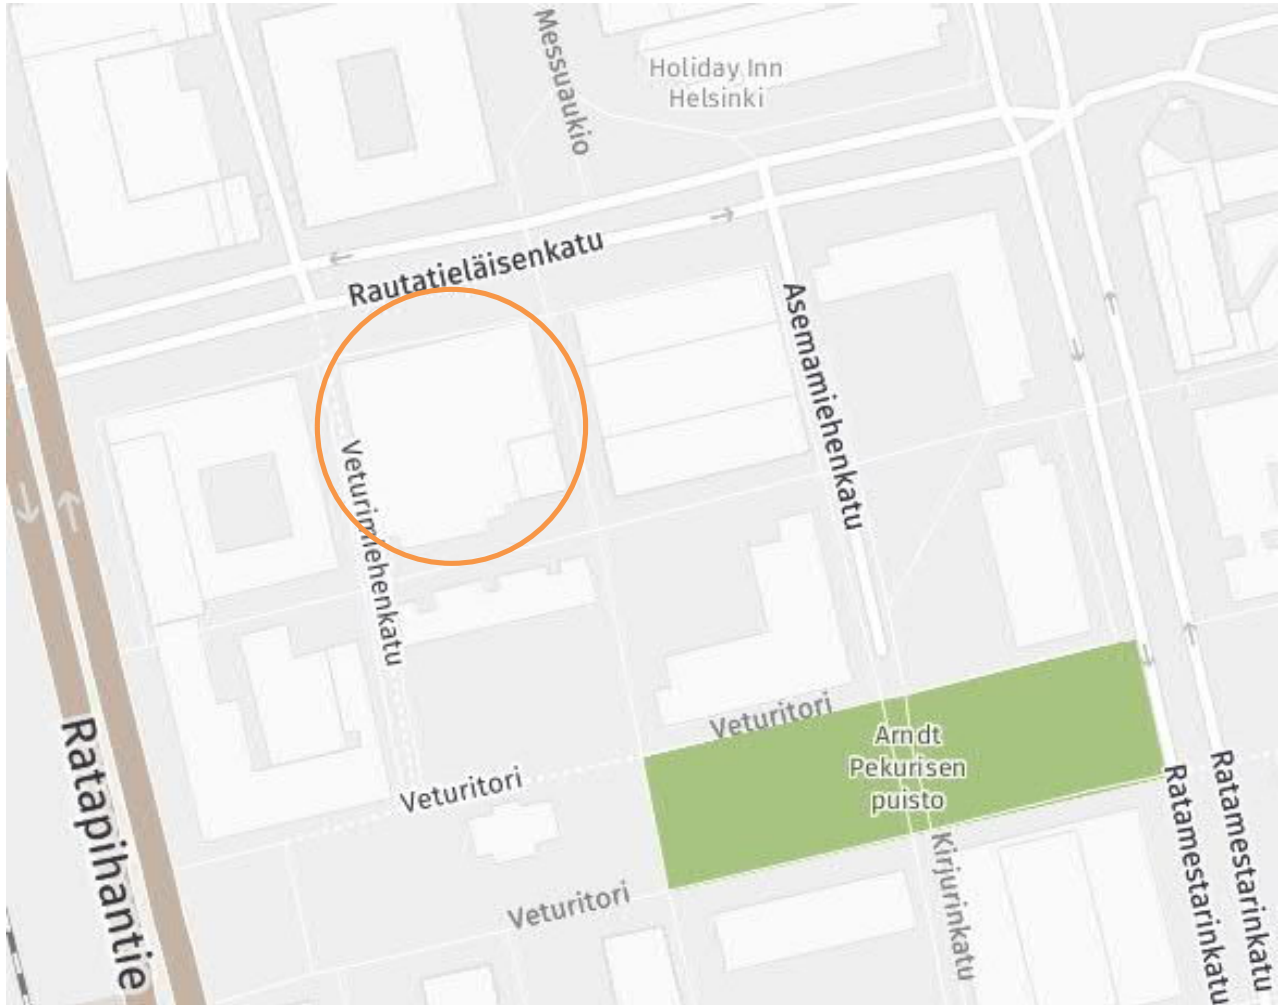 Messuaukio
Holiday Inn
Helsinki
Rautatieläisenkatu
Asemamiehenkatu
Veturimiehenkatu
Veturitori
Arndt
Pekurisen
puisto
Veturitori
Ratapihantie
Veturitori
Kirjurinkatu
Ratamestarinkatu
Ratamestarinkatu